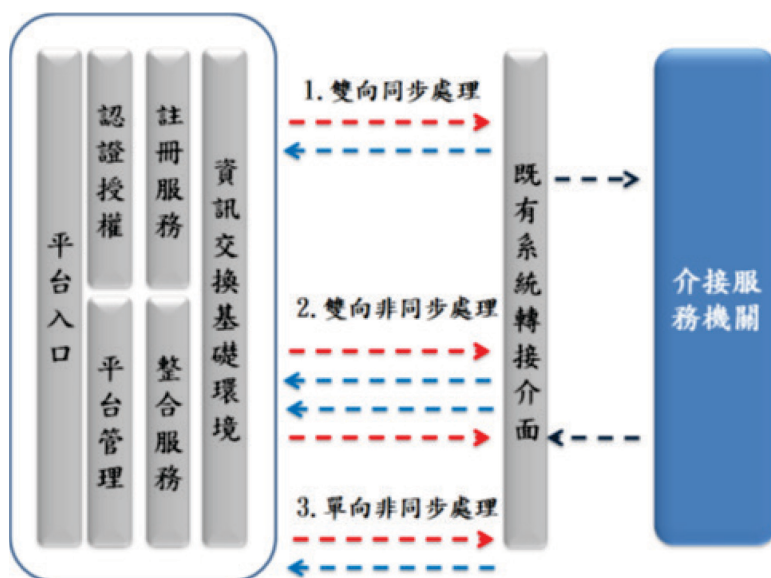 平台入口
認證授權
註冊服務
平台管理
整合服務
資訊交換基礎環境
1.雙向同步處理
2.雙向非同步處理
3.單向非同步處理
既有系統轉接介面
介接服
務機關